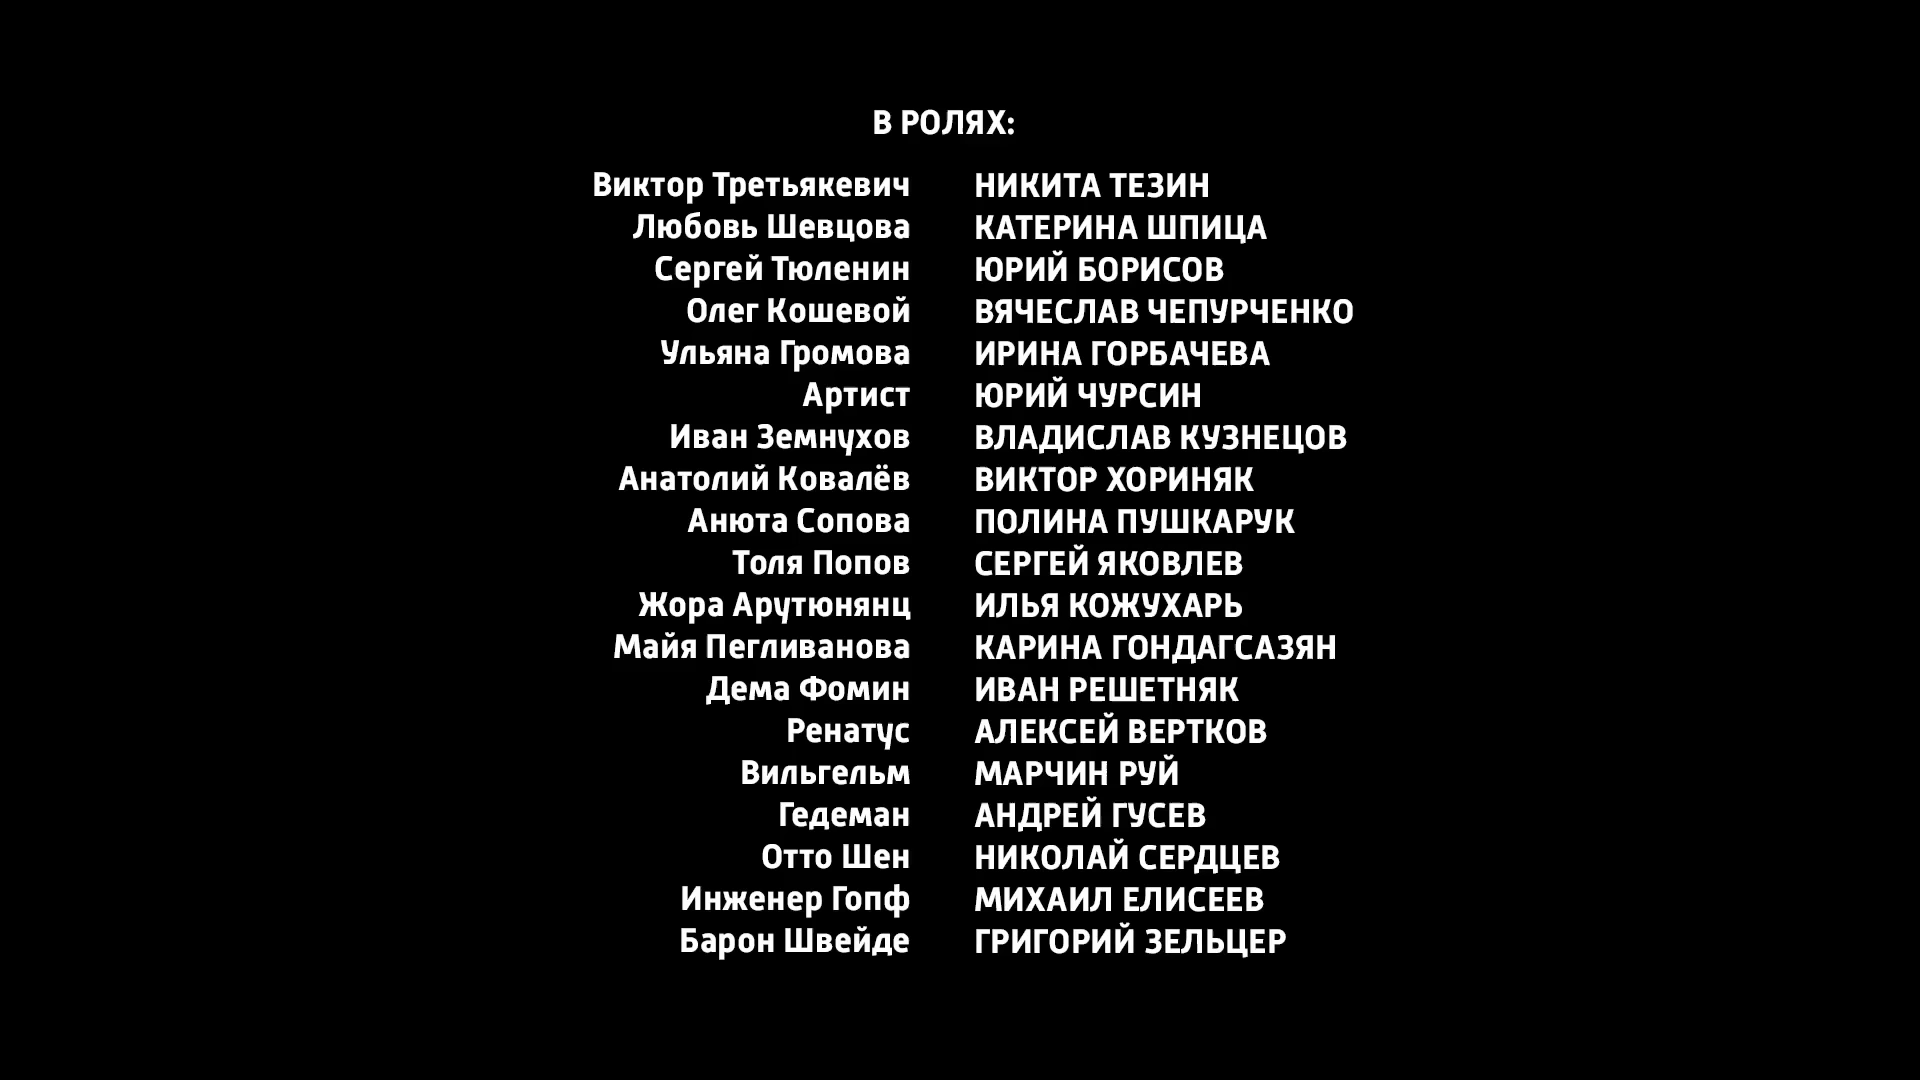 В РОЛЯХ:
Виктор Третьякевич НИКИТА ТЕЗИН
Любовь Шевцова КАТЕРИНА ШПИЦА
Сергей Тюленин ЮРИЙ БОРИСОВ
Олег Кошевой ВЯЧЕСЛАВ ЧЕПУРЧЕНКО
Ульяна Громова ИРИНА ГОРБАЧЕВА
Артист ЮРИЙ ЧУРСИН
Иван Земнухов ВЛАДИСЛАВ КУЗНЕЦОВ
Анатолий Ковалёв ВИКТОР ХОРИНЯК
Анюта Сопова ПОЛИНА ПУШКАРУК
Толя Попов СЕРГЕЙ ЯКОВЛЕВ
Жора Арутюнянц ИЛЬЯ КОЖУХАРЬ
Майя Пегливанова КАРИНА ГОНДАГСАЗЯН
Дема Фомин ИВАН РЕШЕТНЯК
Ренатус АЛЕКСЕЙ ВЕРТКОВ
Вильгельм МАРЧИН РУЙ
Гедеман АНДРЕЙ ГУСЕВ
Отто Шен НИКОЛАЙ СЕРДЦЕВ
Инженер Гопф МИХАИЛ ЕЛИСЕЕВ
Барон Швейде ГРИГОРИЙ ЗЕЛЬЦЕР